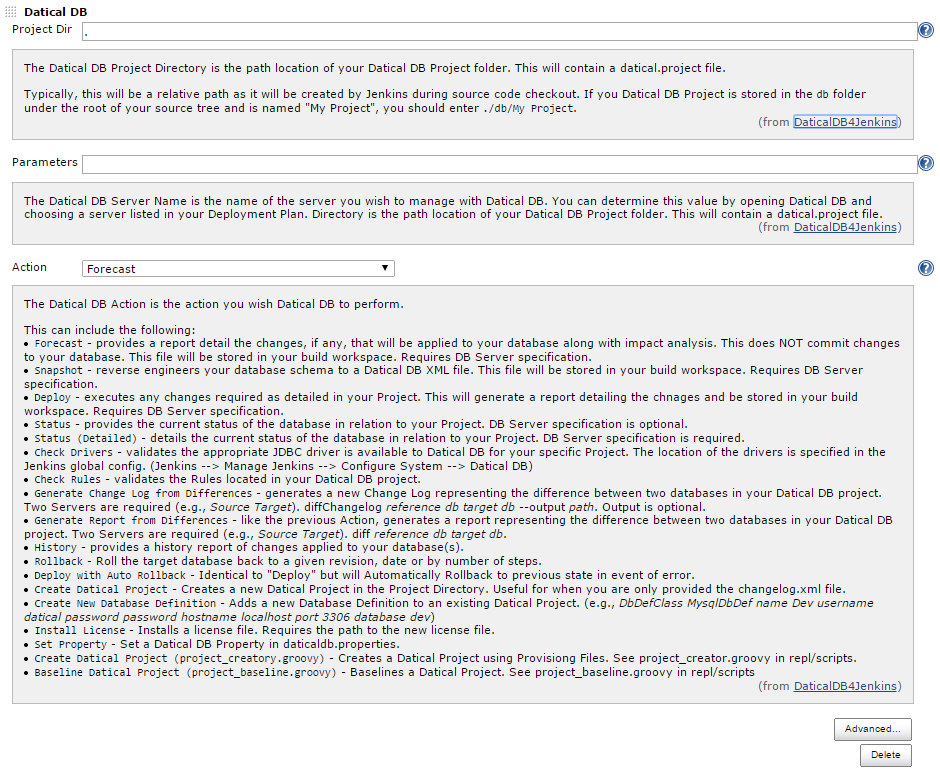 Datical DB
Project Dir
.
The Datical DB Project Directory is the path location of your Datical DB Project folder. This will contain a datical.project file.
Typically, this will be a relative path as it will be created by Jenkins during source code checkout. If you Datical DB Project is stored in the db folder
under the root of your source tree and is named "My Project", you should enter ./db/My Project.
(from DaticalDB4Jenkins)
Parameters
The Datical DB Server Name is the name of the server you wish to manage with Datical DB. You can determine this value by opening Datical DB and
choosing a server listed in your Deployment Plan. Directory is the path location of your Datical DB Project folder. This will contain a datical.project file.
(from DaticalDB4Jenkins)
Action
Forecast
The Datical DB Action is the action you wish Datical DB to perform.
This can include the following:
• Forecast - provides a report detail the changes, if any, that will be applied to your database along with impact analysis. This does NOT commit changes
to your database. This file will be stored in your build workspace. Requires DB Server specification.
• Snapshot - reverse engineers your database schema to a Datical DB XML file. This file will be stored in your build workspace. Requires DB Server
specification.
• Deploy - executes any changes required as detailed in your Project. This will generate a report detailing the chnages and be stored in your build
workspace. Requires DB Server specification.
• Status - provides the current status of the database in relation to your Project. DB Server specification is optional.
• Status (Detailed) - details the current status of the database in relation to your Project. DB Server specification is required.
• Check Drivers - validates the appropriate JDBC driver is available to Datical DB for your specific Project. The location of the drivers is specified in the
Jenkins global config. (Jenkins --> Manage Jenkins --> Configure System --> Datical DB)
• Check Rules - validates the Rules located in your Datical DB project.
• Generate Change Log from Differences - generates a new Change Log representing the difference between two databases in your Datical DB project.
Two Servers are required (e.g., Source Target). diffChangelog reference db target db --output path. Output is optional.
• Generate Report from Differences - like the previous Action, generates a report representing the difference between two databases in your Datical DB
project. Two Servers are required (e.g., Source Target). diff reference db target db.
• History - provides a history report of changes applied to your database(s).
• Rollback - Roll the target database back to a given revision, date or by number of steps.
• Deploy with Auto Rollback - Identical to "Deploy" but will Automatically Rollback to previous state in event of error.
• Create Datical Project - Creates a new Datical Project in the Project Directory. Useful for when you are only provided the changelog.xml file.
• Create New Database Definition - Adds a new Database Definition to an existing Datical Project. (e.g., DbDefClass MysqlDbDef name Dev username
datical password password hostname localhost port 3306 database dev)
• Install License - Installs a license file. Requires the path to the new license file.
• Set Property - Set a Datical DB Property in daticaldb.properties.
• Create Datical Project (project_creatory.groovy) - Creates a Datical Project using Provisiong Files. See project_creator.groovy in repl/scripts.
• Baseline Datical Project (project_baseline.groovy) - Baselines a Datical Project. See project_baseline.groovy in repl/scripts
(from DaticalDB4Jenkins)
Advanced...
Delete